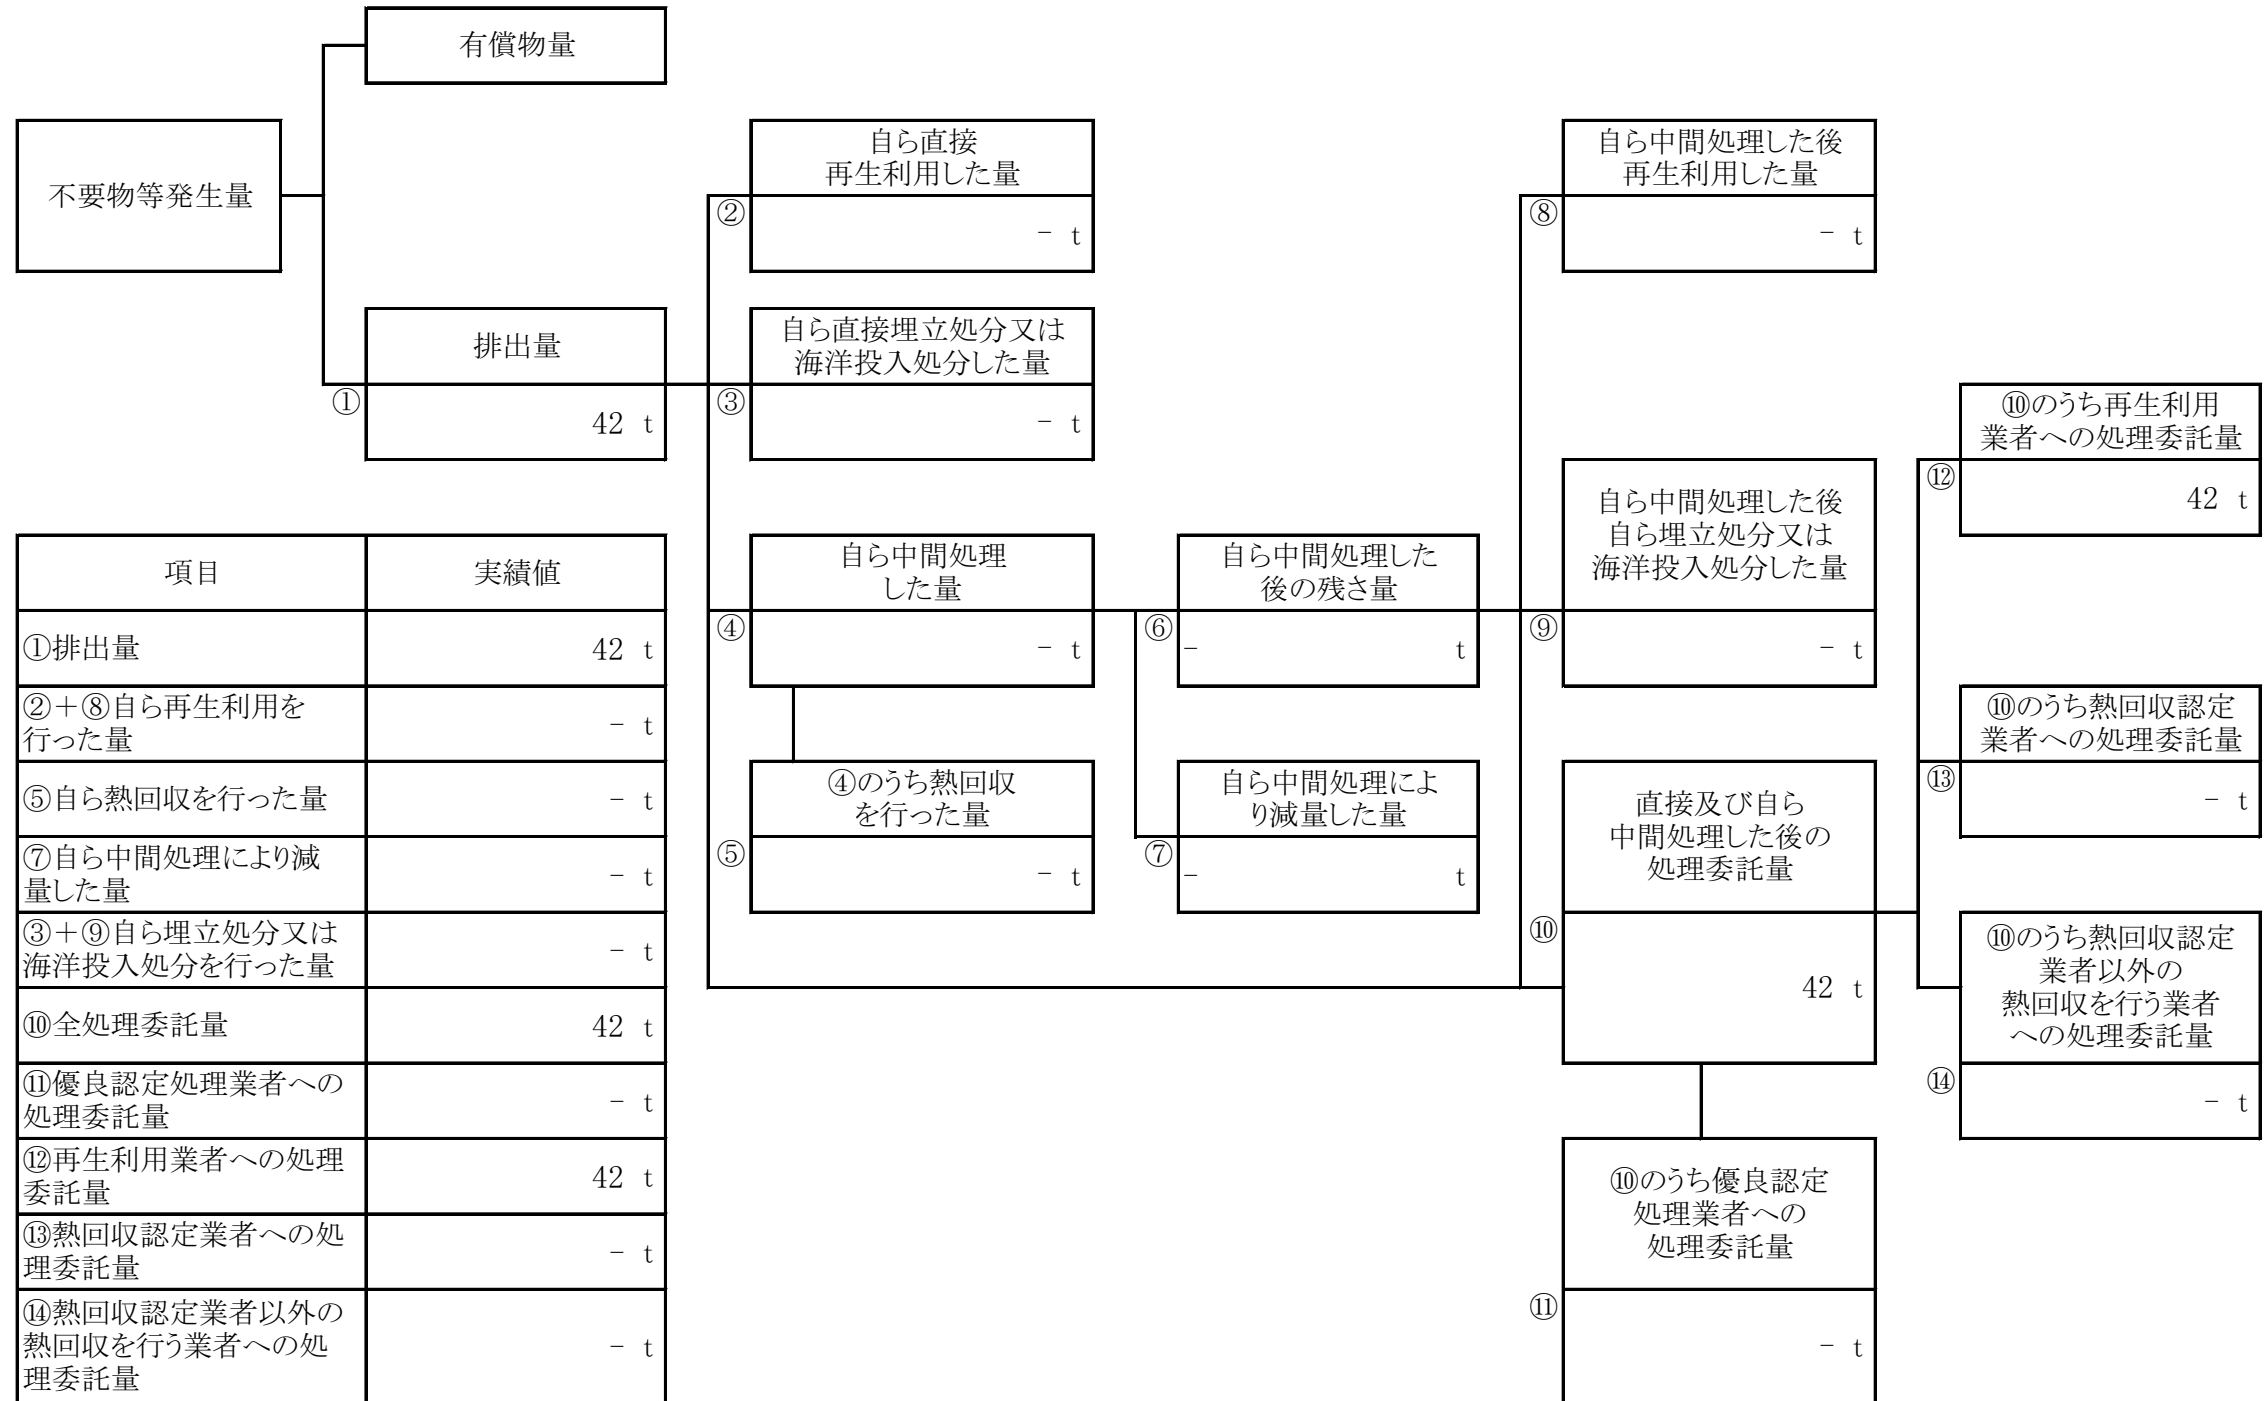 有償物量
不要物等発生量
排出量
①
42 t
自ら直接
再生利用した量
②
- t
自ら直接埋立処分又は
海洋投入処分した量
③
- t
自ら中間処理
した量
④
- t
④のうち熱回収
を行った量
⑤
- t
自ら中間処理した
後の残さ量
⑥
- t
自ら中間処理によ
り減量した量
⑦
- t
自ら中間処理した後
再生利用した量
⑧
- t
自ら中間処理した後
自ら埋立処分又は
海洋投入処分した量
⑨
- t
直接及び自ら
中間処理した後の
処理委託量
⑩
42 t
⑩のうち優良認定
処理業者への
処理委託量
⑪
- t
⑩のうち再生利用
業者への処理委託量
⑫
42 t
⑩のうち熱回収認定
業者への処理委託量
⑬
- t
⑩のうち熱回収認定
業者以外の
熱回収を行う業者
への処理委託量
⑭
- t
項目 実績値
①排出量 42 t
②+⑧自ら再生利用を
行った量
- t
⑤自ら熱回収を行った量 - t
⑦自ら中間処理により減
量した量
- t
③+⑨自ら埋立処分又は
海洋投入処分を行った量
- t
⑩全処理委託量 42 t
⑪優良認定処理業者への
処理委託量
- t
⑫再生利用業者への処理
委託量
42 t
⑬熱回収認定業者への処
理委託量
- t
⑭熱回収認定業者以外の
熱回収を行う業者への処
理委託量
- t